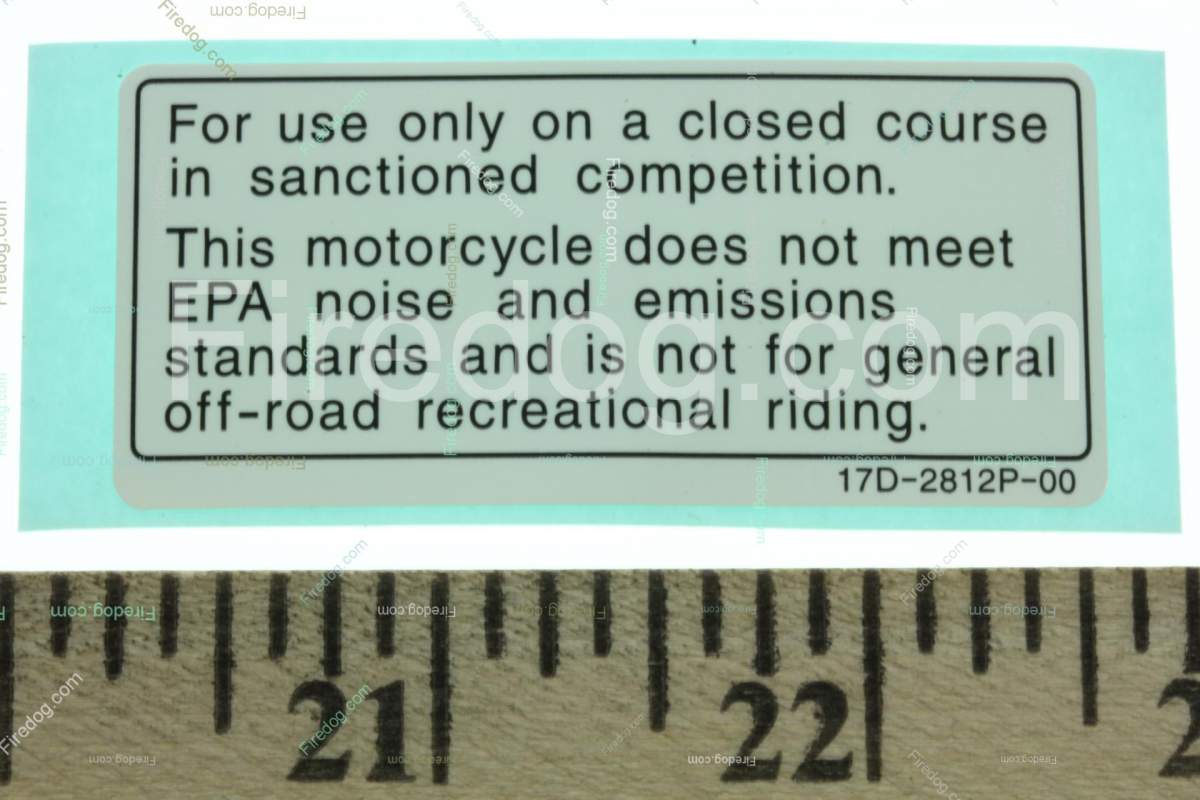 For use only on a closed course
in sanctioned competition.
This motorcycle does not meet
EPA noise and emissions
standards and is not for general
off-road recreational riding.
17D-2812P-00
Firedog.com
21
22